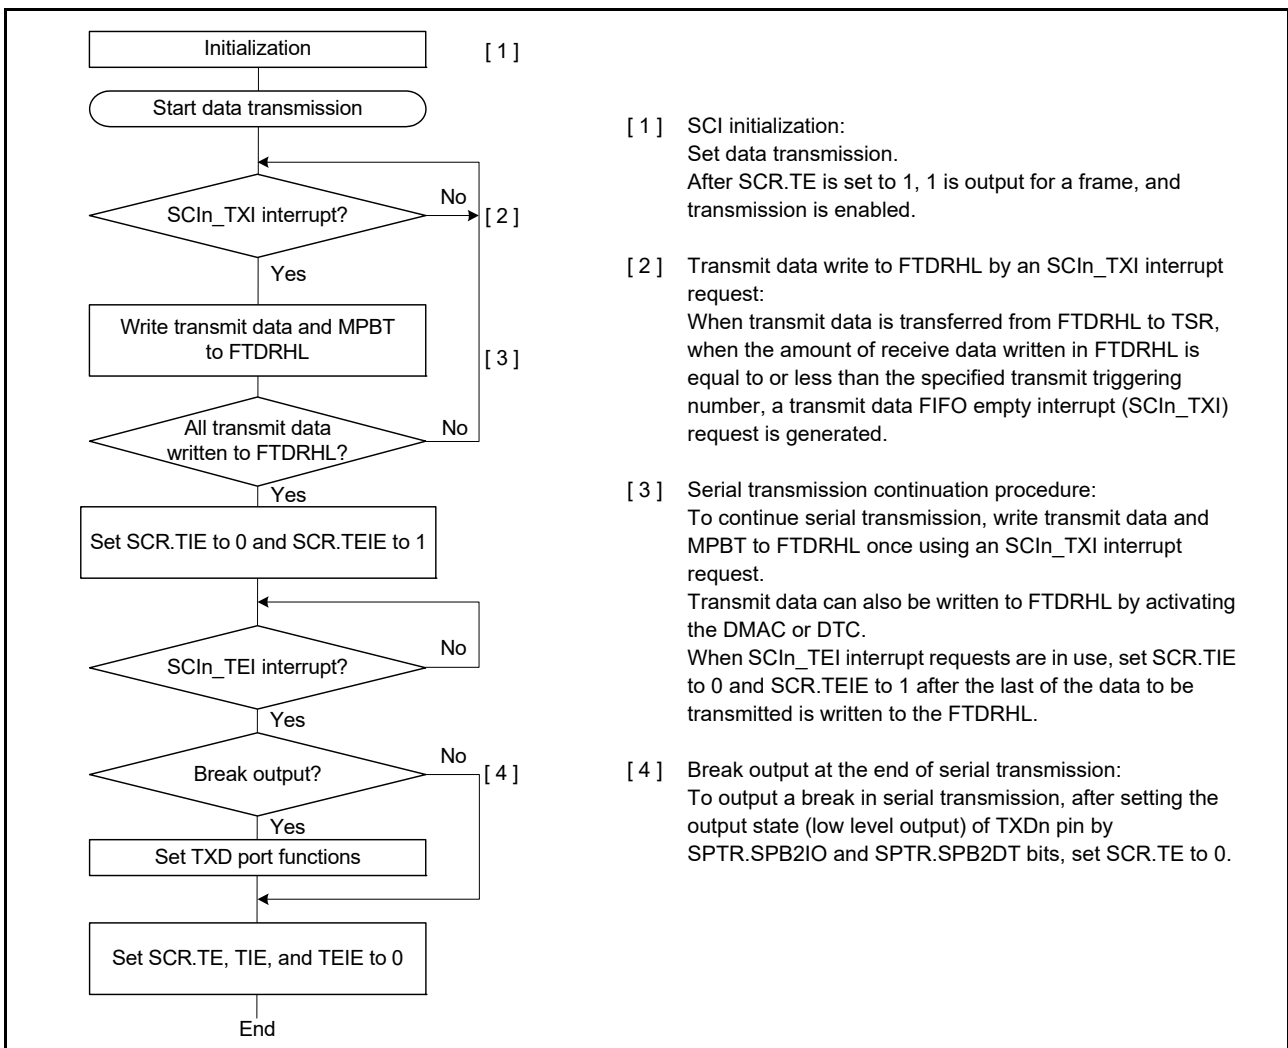 Initialization
[ 1 ]
Start data transmission
SCIn_TXI interrupt?
No
[ 2 ]
Yes
Write transmit data and MPBT
to FTDRHL
[ 3 ]
All transmit data
written to FTDRHL?
No
Yes
Set SCR.TIE to 0 and SCR.TEIE to 1
SCIn_TEI interrupt?
No
Yes
Break output?
No
[ 4 ]
Yes
Set TXD port functions
Set SCR.TE, TIE, and TEIE to 0
End
[ 1 ] SCI initialization:
Set data transmission.
After SCR.TE is set to 1, 1 is output for a frame, and
transmission is enabled.
[ 2 ] Transmit data write to FTDRHL by an SCIn_TXI interrupt
request:
When transmit data is transferred from FTDRHL to TSR,
when the amount of receive data written in FTDRHL is
equal to or less than the specified transmit triggering
number, a transmit data FIFO empty interrupt (SCIn_TXI)
request is generated.
[ 3 ] Serial transmission continuation procedure:
To continue serial transmission, write transmit data and
MPBT to FTDRHL once using an SCIn_TXI interrupt
request.
Transmit data can also be written to FTDRHL by activating
the DMAC or DTC.
When SCIn_TEI interrupt requests are in use, set SCR.TIE
to 0 and SCR.TEIE to 1 after the last of the data to be
transmitted is written to the FTDRHL.
[ 4 ] Break output at the end of serial transmission:
To output a break in serial transmission, after setting the
output state (low level output) of TXDn pin by
SPTR.SPB2IO and SPTR.SPB2DT bits, set SCR.TE to 0.